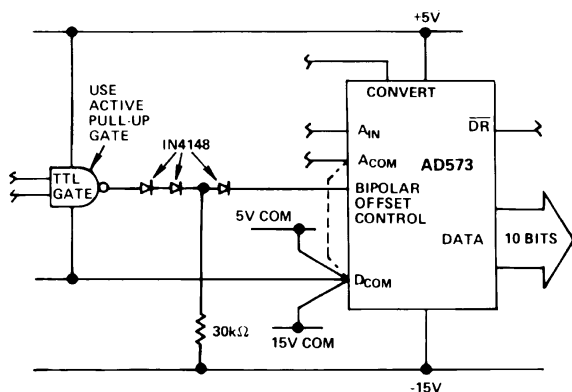 +5V
USE
ACTIVE
PULL-UP
GATE
CONVERT
IN4148
AIN
DR
ACOM
AD573
TTL
GATE
BIPOLAR
OFFSET
CONTROL
5V COM
DATA
10 BITS
DCOM
30kΩ
15V COM
-15V